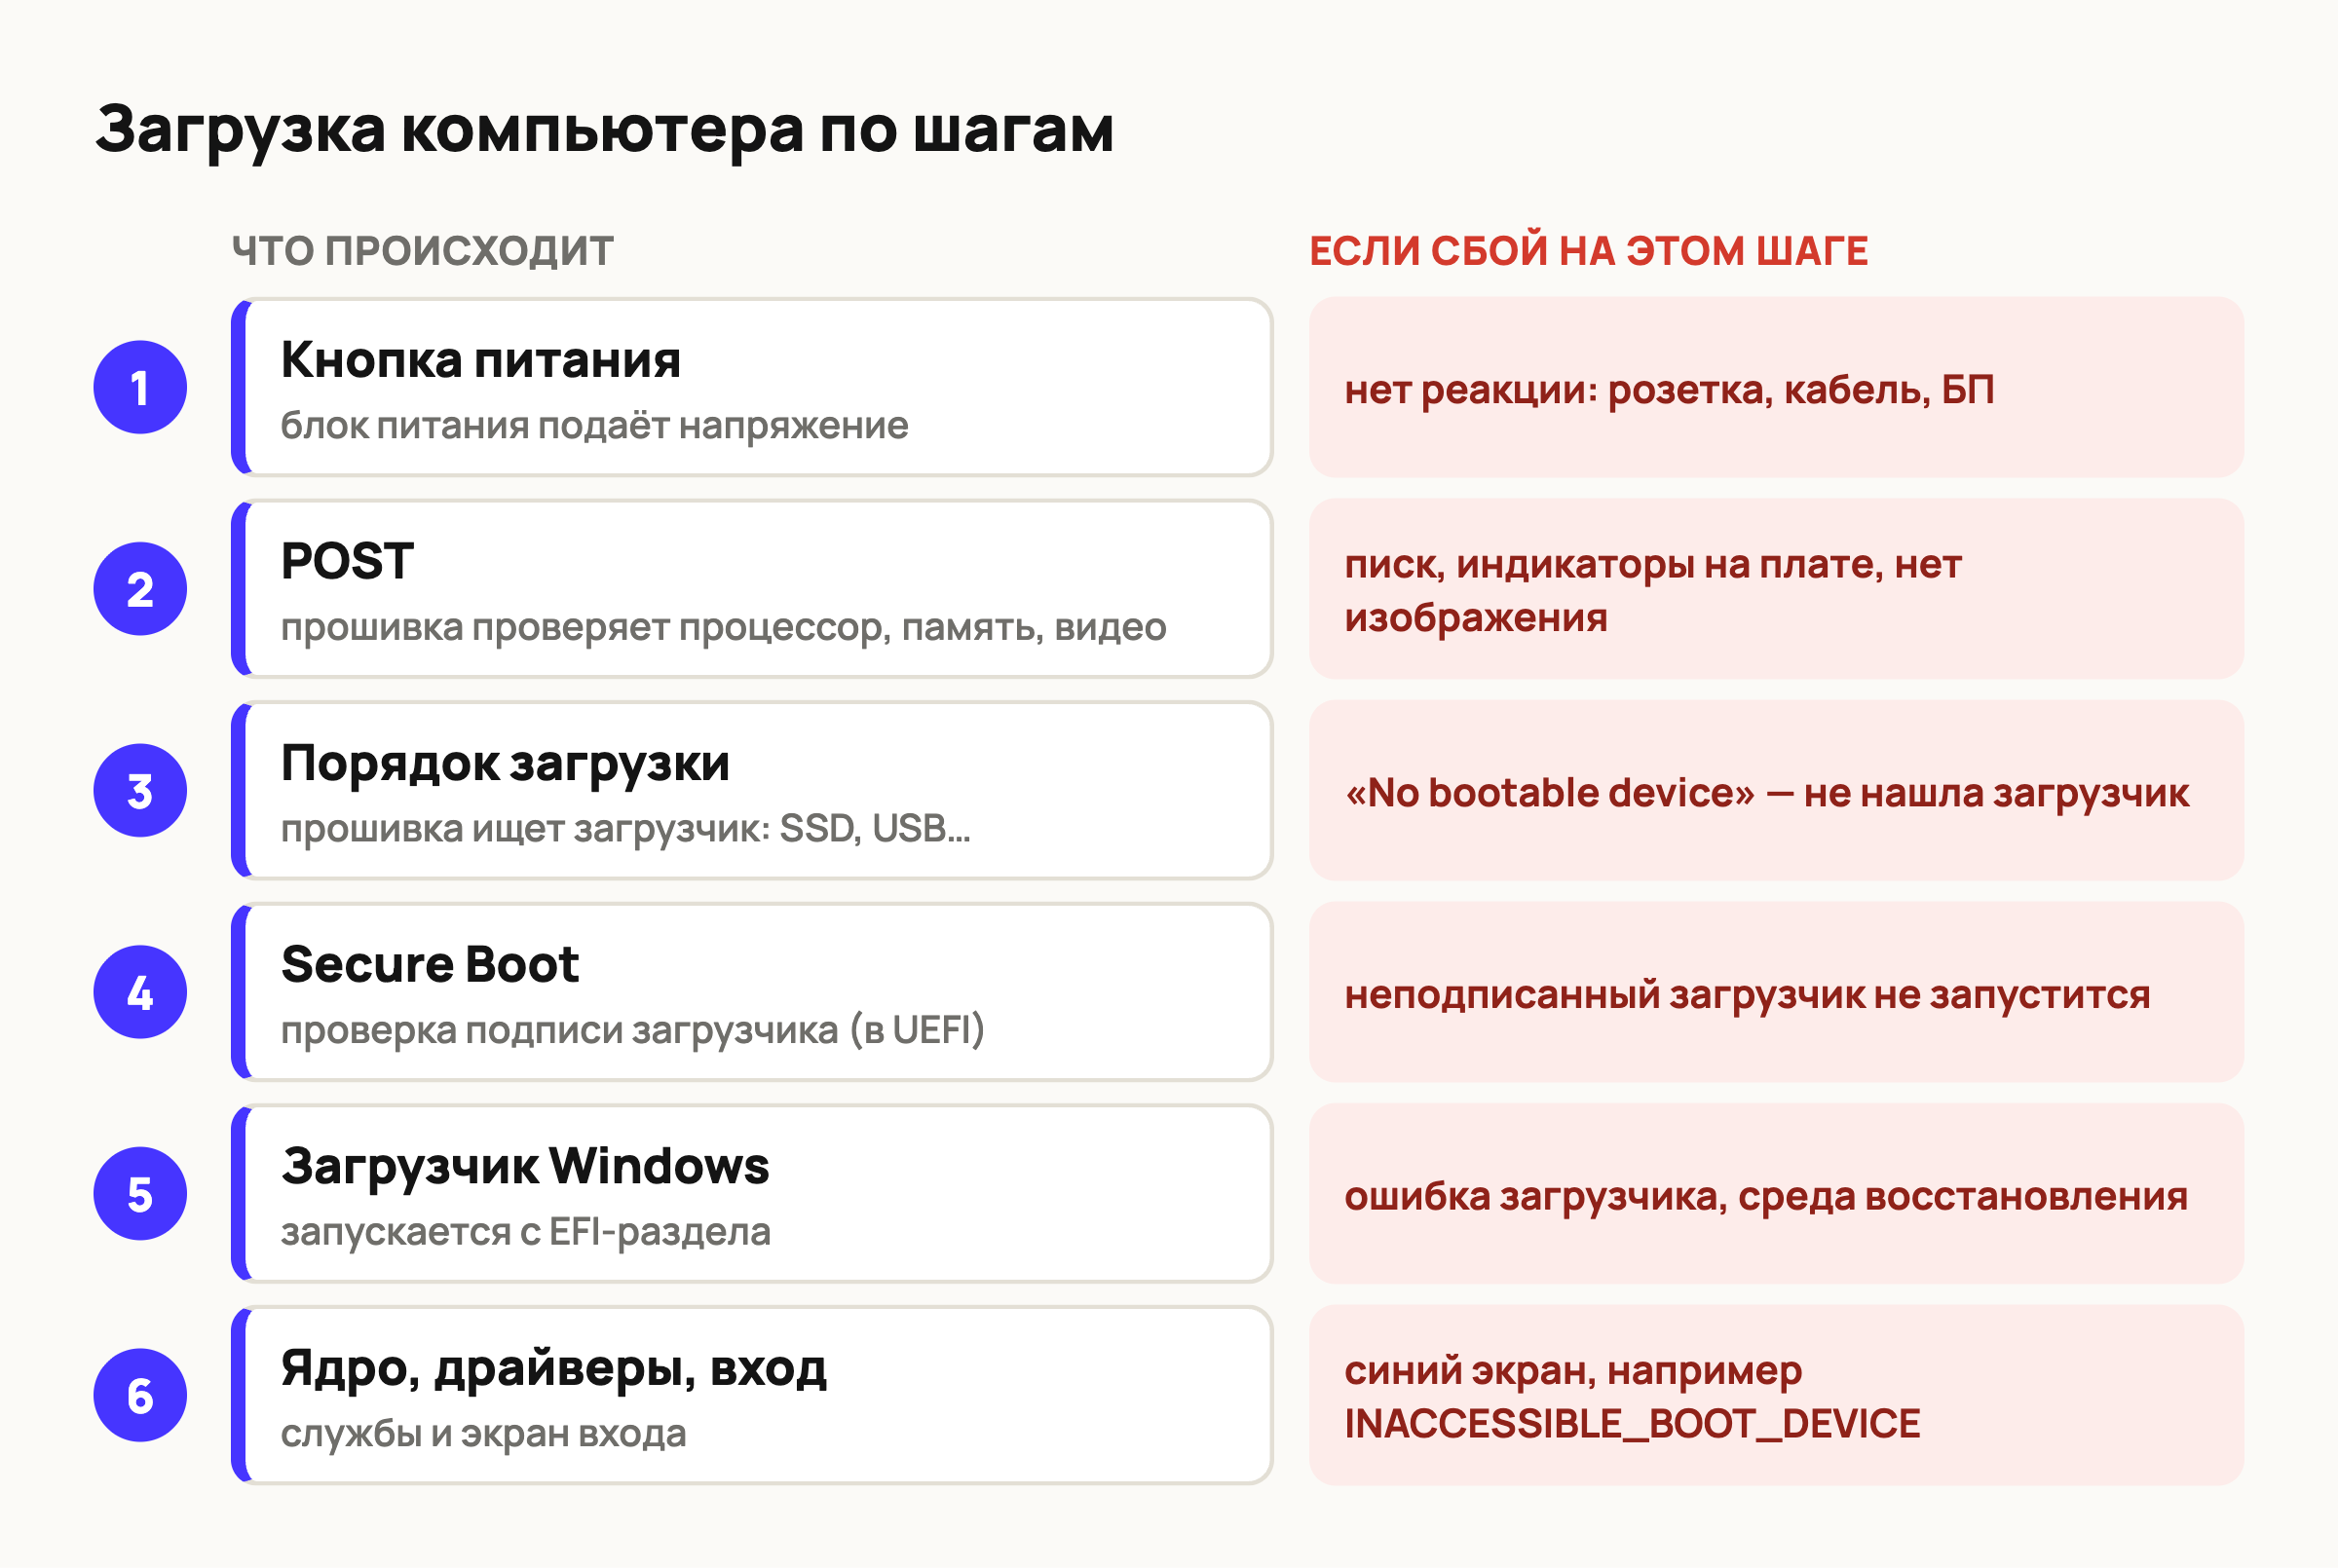 Загрузка компьютера по шагам
ЧТО ПРОИСХОДИТ
ЕСЛИ СБОЙ НА ЭТОМ ШАГЕ
1
Кнопка питания
блок питания подаёт напряжение
нет реакции: розетка, кабель, БП
2
POST
прошивка проверяет процессор, память, видео
писк, индикаторы на плате, нет
изображения
3
Порядок загрузки
прошивка ищет загрузчик: SSD, USB...
«No bootable device» — не нашла загрузчик
4
Secure Boot
проверка подписи загрузчика (в UEFI)
неподписанный загрузчик не запустится
5
Загрузчик Windows
запускается с EFI-раздела
ошибка загрузчика, среда восстановления
6
Ядро, драйверы, вход
службы и экран входа
синий экран, например
INACCESSIBLE_BOOT_DEVICE